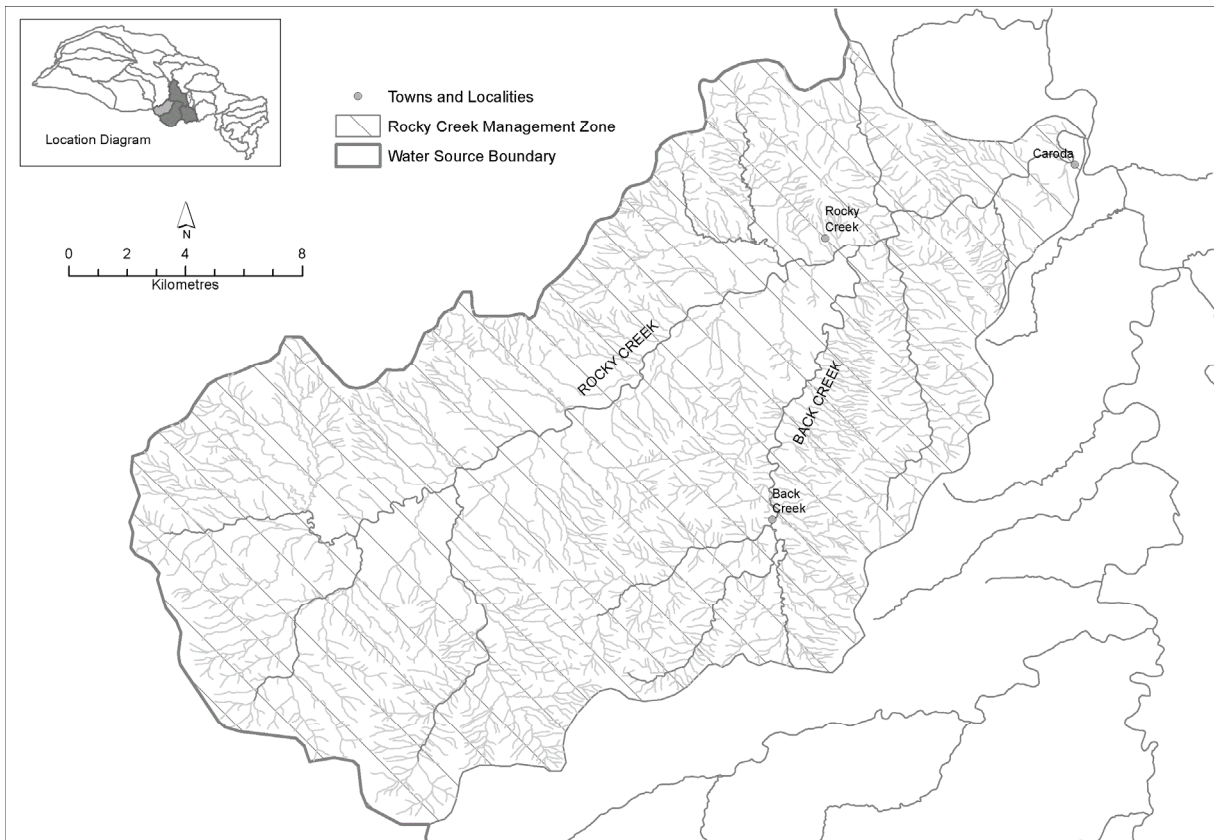 Location Diagram
Towns and Localities
Rocky Creek Management Zone
Water Source Boundary
N
0 4 8
Kilometres
Caroda
Rocky
Creek
ROCKY CREEK
BACK CREEK
Back
Creek